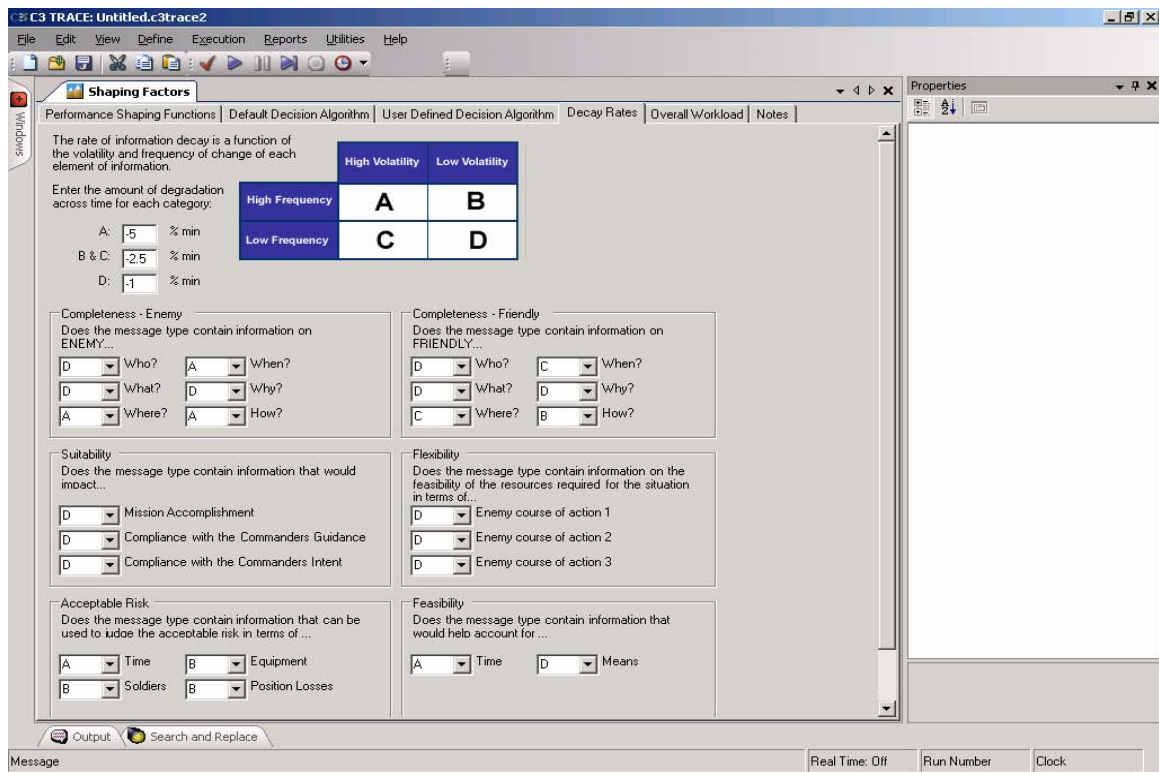 C3 TRACE: Untitled.c3trace2
File Edit View Define Execution Reports Utilities Help
Windows
Shaping Factors
Performance Shaping Functions Default Decision Algorithm User Defined Decision Algorithm Decay Rates Overall Workload Notes
The rate of information decay is a function of
the volatility and frequency of change of each
element of information.
Enter the amount of degradation
across time for each category:
A: -5 % min
B & C: -2.5 % min
D: -1 % min
High Volatility Low Volatility
High Frequency A B
Low Frequency C D
Completeness - Enemy
Does the message type contain information on
ENEMY...
D Who? A When?
D What? D Why?
A Where? A How?
Completeness - Friendly
Does the message type contain information on
FRIENDLY...
D Who? C When?
D What? D Why?
C Where? B How?
Suitability
Does the message type contain information that would
impact...
D Mission Accomplishment
D Compliance with the Commanders Guidance
D Compliance with the Commanders Intent
Flexibility
Does the message type contain information on the
feasibility of the resources required for the situation
in terms of...
D Enemy course of action 1
D Enemy course of action 2
D Enemy course of action 3
Acceptable Risk
Does the message type contain information that can be
used to judge the acceptable risk in terms of ...
A Time B Equipment
B Soldiers B Position Losses
Feasibility
Does the message type contain information that
would help account for ...
A Time D Means
Properties
Output Search and Replace
Message Real Time: Off Run Number Clock